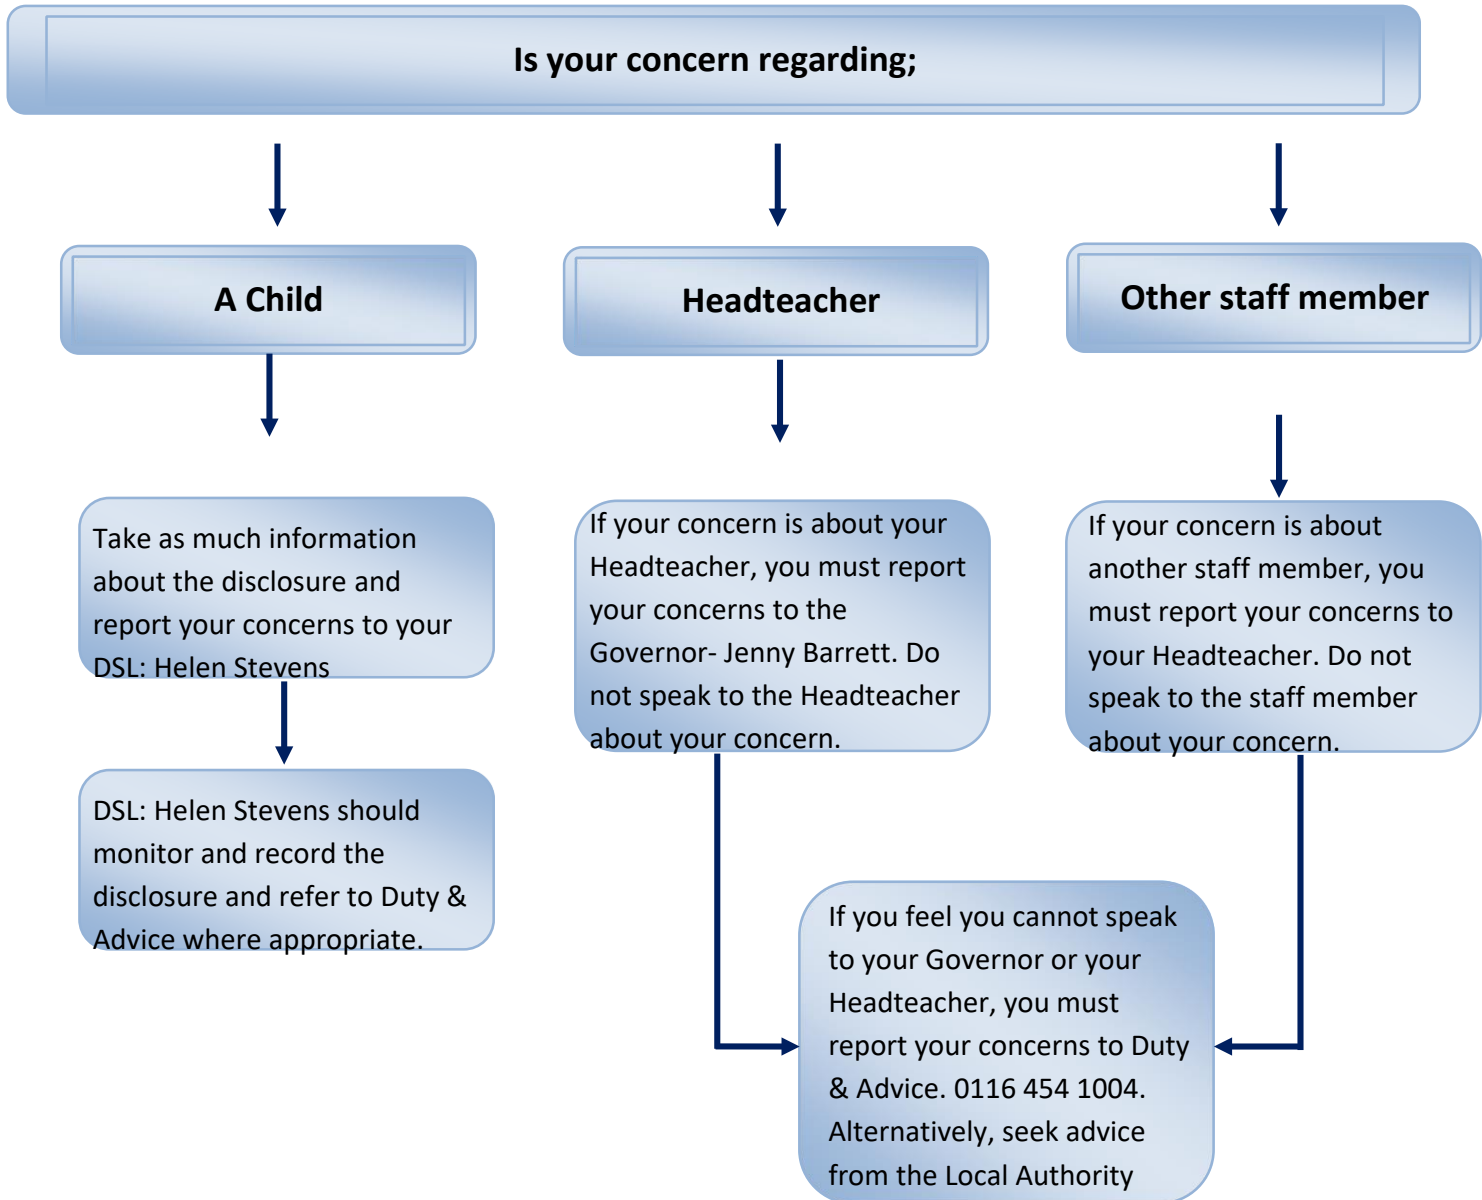 Is your concern regarding;
A Child
Headteacher
Other staff member
Take as much information
about the disclosure and
report your concerns to your
DSL: Helen Stevens
If your concern is about your
Headteacher, you must report
your concerns to the
Governor- Jenny Barrett. Do
not speak to the Headteacher
about your concern.
If your concern is about
another staff member, you
must report your concerns to
your Headteacher. Do not
speak to the staff member
about your concern.
DSL: Helen Stevens should
monitor and record the
disclosure and refer to Duty &
Advice where appropriate.
If you feel you cannot speak
to your Governor or your
Headteacher, you must
report your concerns to Duty
& Advice. 0116 454 1004.
Alternatively, seek advice
from the Local Authority